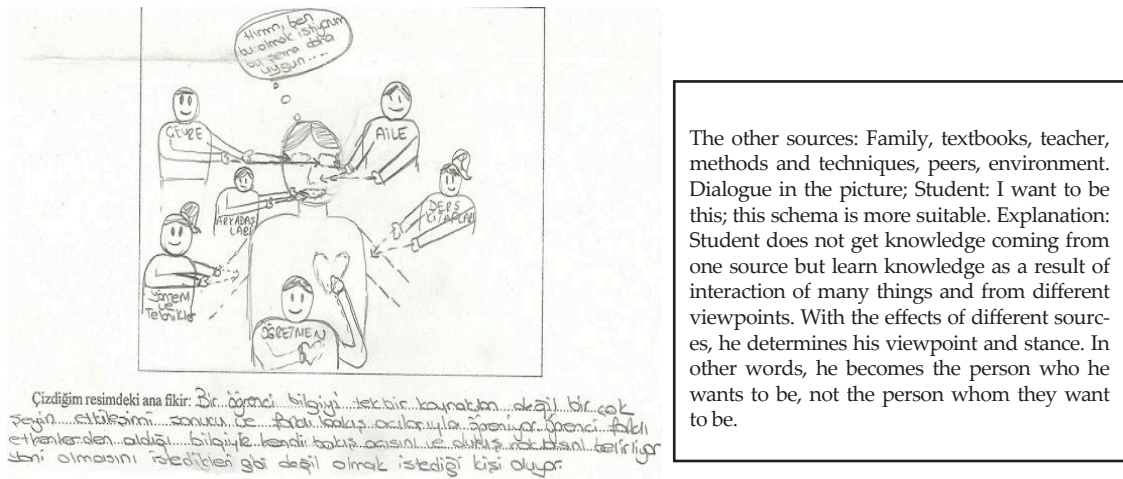 Hımm, ben
bu olmak istiyorum
bu şema daha
uygun.....
ÇEVRE
AİLE
ARKADAŞ
LARI
DERS
KİTAPLARI
Yöntem
ve
Teknikler
ÖĞRETMEN
Çizdiğim resimdeki ana fikir: Bir öğrenci bilgiyi tek bir kaynaktan değil bir çok
şeyin etkileşimi sonucu ve farklı bakış açılarıyla öğreniyor. Öğrenci farklı
etkenlerden aldığı bilgiyle kendi bakış açısını ve duruş noktasını belirliyor
yani olmasını istedikleri gibi değil olmak istediği kişi oluyor.
The other sources: Family, textbooks, teacher,
methods and techniques, peers, environment.
Dialogue in the picture; Student: I want to be
this; this schema is more suitable. Explanation:
Student does not get knowledge coming from
one source but learn knowledge as a result of
interaction of many things and from different
viewpoints. With the effects of different sourc-
es, he determines his viewpoint and stance. In
other words, he becomes the person who he
wants to be, not the person whom they want
to be.